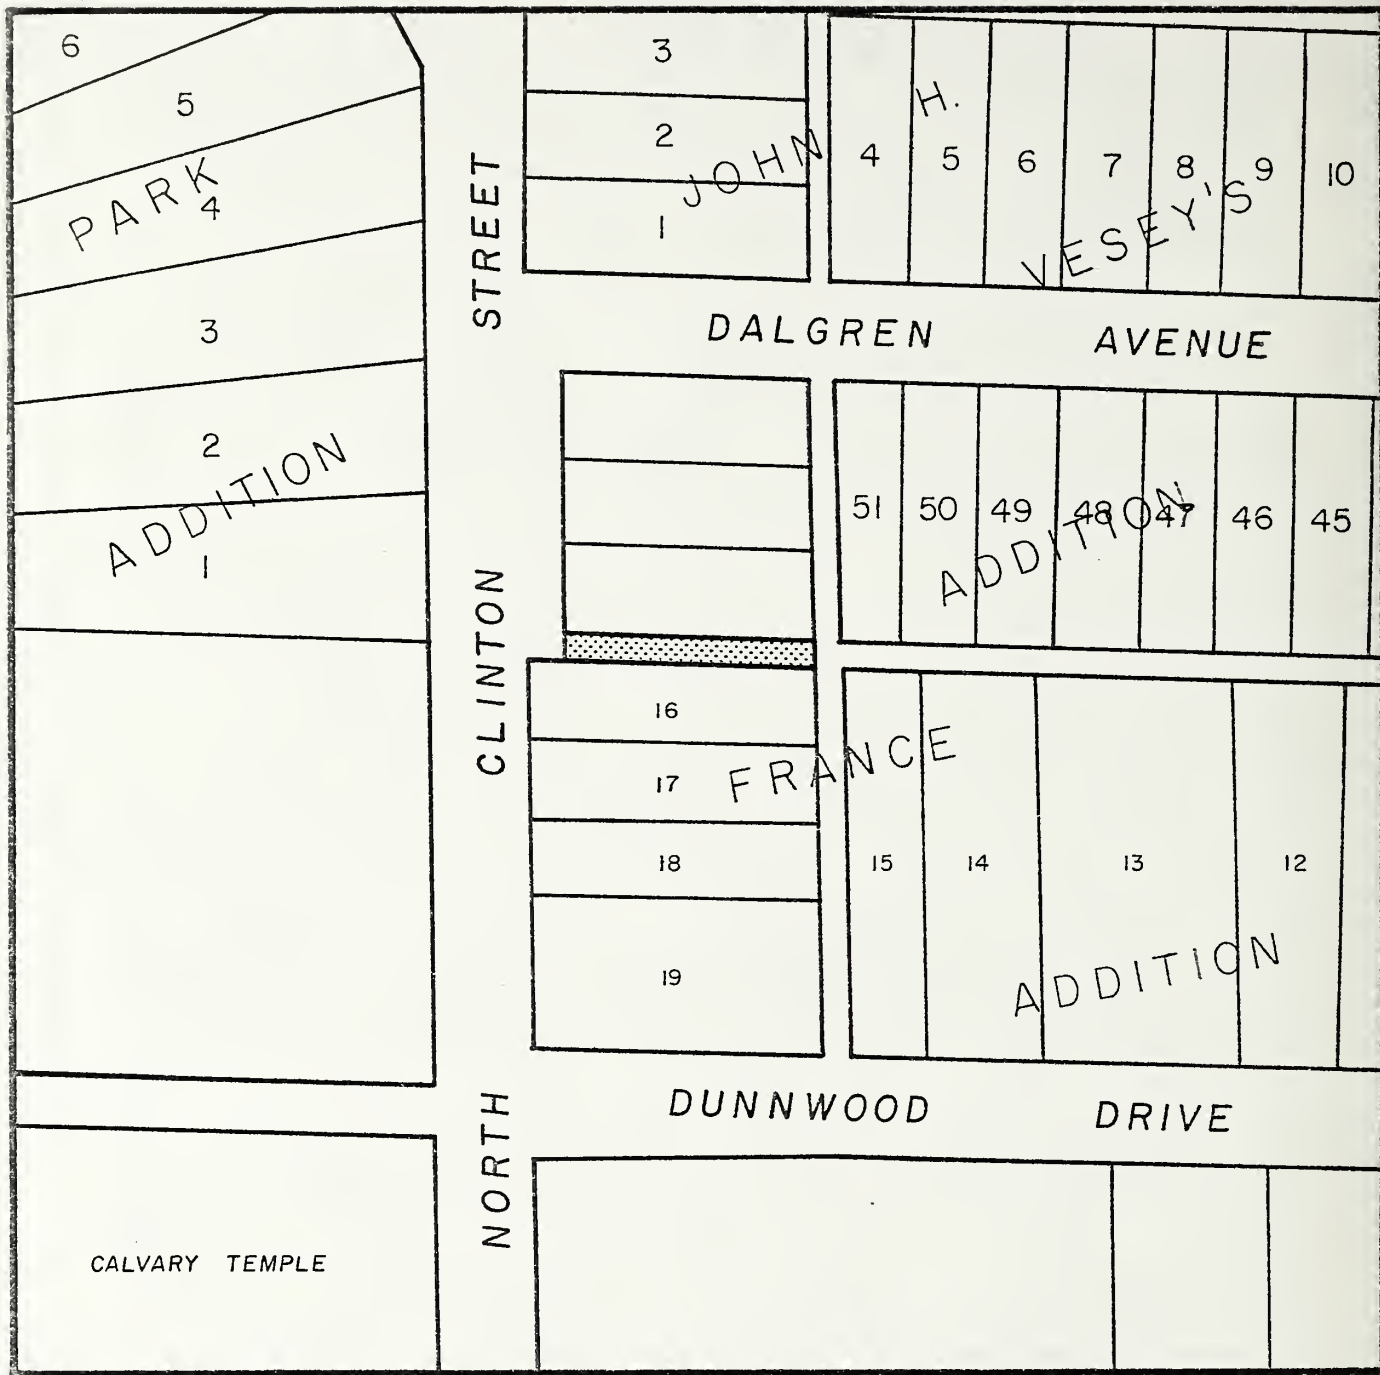 6
5
PARK
4
3
2
ADDITION
1
NORTH CLINTON STREET
3
2
1
JOHN H. VESEY'S ADDITION
4 5 6 7 8 9 10
DALGREN AVENUE
51 50 49 48 47 46 45
16
17
18
19
FRANCE ADDITION
15 14 13 12
DUNNWOOD DRIVE
CALVARY TEMPLE